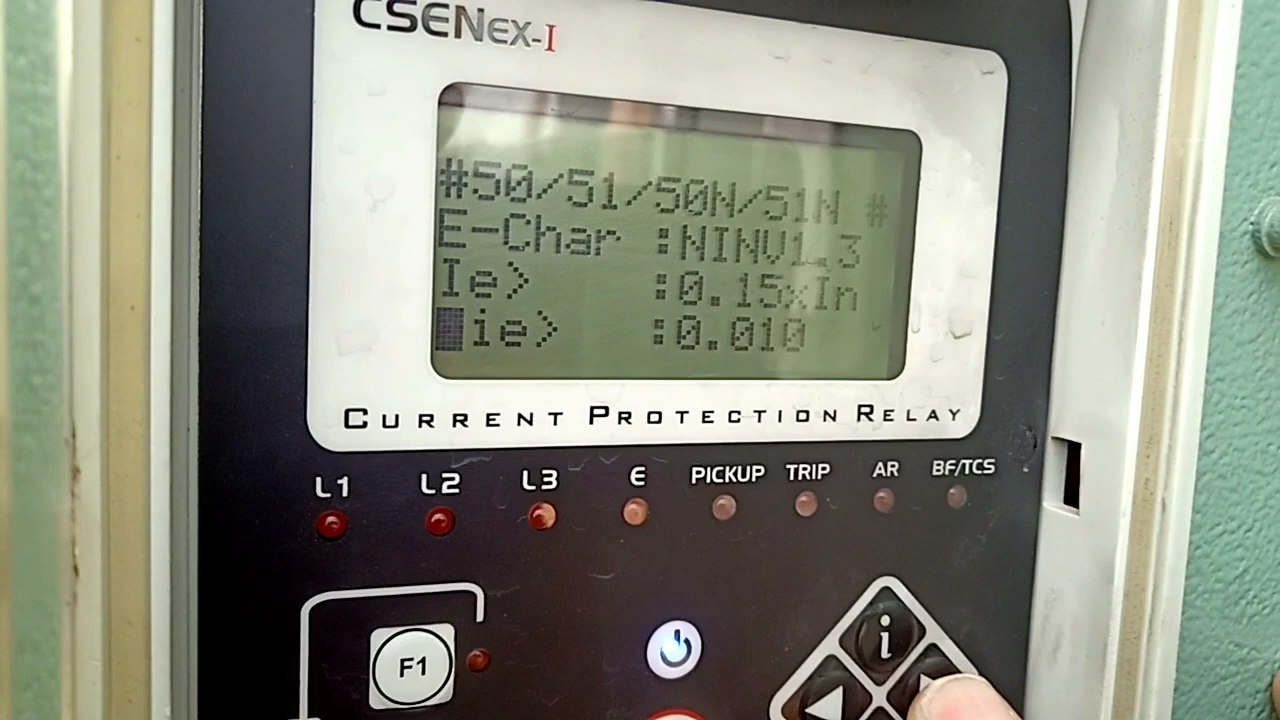 CSENEX-I
#50/51/50N/51N #
E-Char :NINV1.3
Ie> :0.15xIn
ie> :0.010
CURRENT PROTECTION RELAY
L1 L2 L3 E PICKUP TRIP AR BF/TCS
F1
i